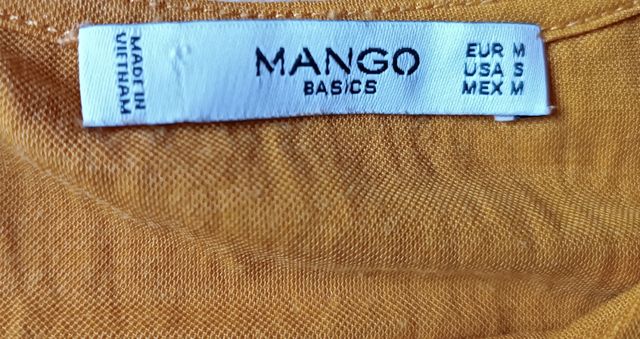 MADE IN
VIETNAM
MANGO
BASICS
EUR M
USA S
MEX M